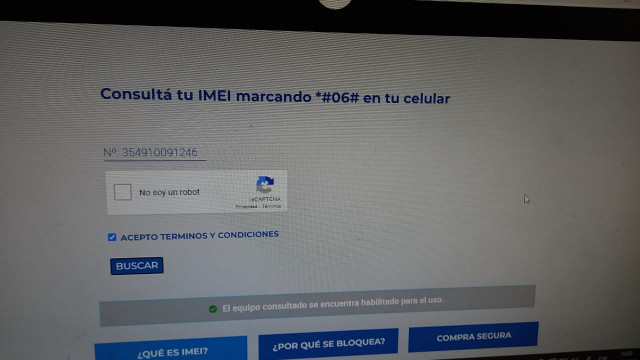 Consultá tu IMEI marcando *#06# en tu celular
Nº 354910091246
No soy un robot
reCAPTCHA
Privacidad - Términos
ACEPTO TERMINOS Y CONDICIONES
BUSCAR
El equipo consultado se encuentra habilitado para el uso.
¿QUÉ ES IMEI?
¿POR QUÉ SE BLOQUEA?
COMPRA SEGURA